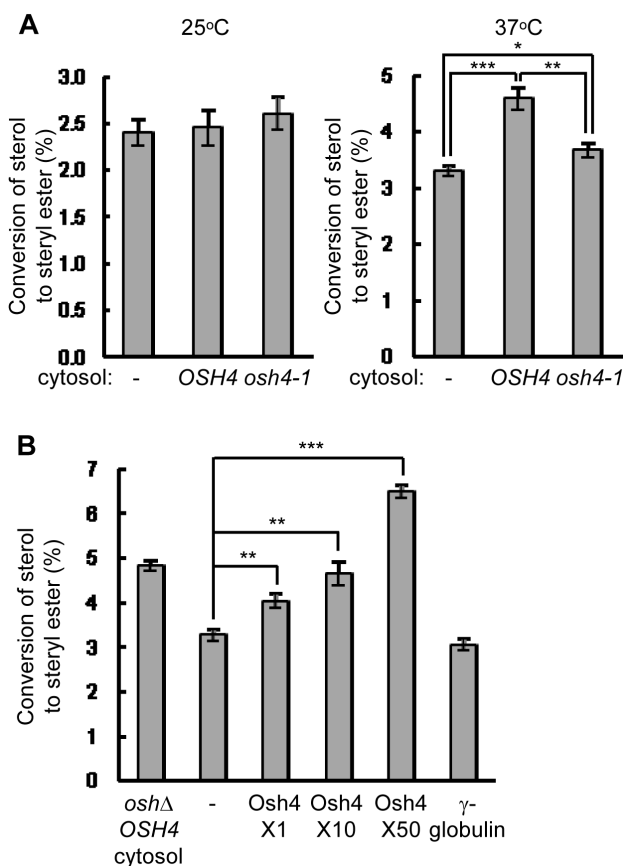 A
25°C
37°C
Conversion of sterol
to steryl ester (%)
3.0
2.5
2.0
1.5
1.0
0.5
0.0
cytosol: - OSH4 osh4-1
Conversion of sterol
to steryl ester (%)
5
4
3
2
1
0
*
*** **
cytosol: - OSH4 osh4-1
B
Conversion of sterol
to steryl ester (%)
7
6
5
4
3
2
1
0
***
**
**
osh∆ - Osh4 Osh4 Osh4 γ-
OSH4 X1 X10 X50 globulin
cytosol